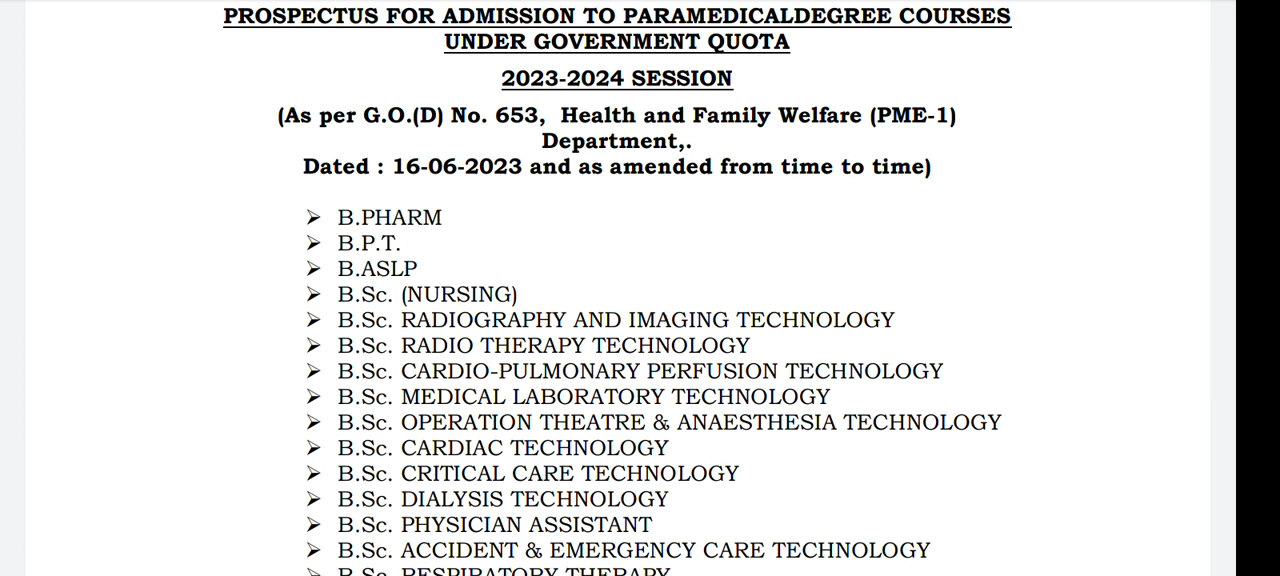 PROSPECTUS FOR ADMISSION TO PARAMEDICALDEGREE COURSES
UNDER GOVERNMENT QUOTA
2023-2024 SESSION
(As per G.O.(D) No. 653,  Health and Family Welfare (PME-1)
Department,.
Dated : 16-06-2023 and as amended from time to time)
➢ B.PHARM
➢ B.P.T.
➢ B.ASLP
➢ B.Sc. (NURSING)
➢ B.Sc. RADIOGRAPHY AND IMAGING TECHNOLOGY
➢ B.Sc. RADIO THERAPY TECHNOLOGY
➢ B.Sc. CARDIO-PULMONARY PERFUSION TECHNOLOGY
➢ B.Sc. MEDICAL LABORATORY TECHNOLOGY
➢ B.Sc. OPERATION THEATRE & ANAESTHESIA TECHNOLOGY
➢ B.Sc. CARDIAC TECHNOLOGY
➢ B.Sc. CRITICAL CARE TECHNOLOGY
➢ B.Sc. DIALYSIS TECHNOLOGY
➢ B.Sc. PHYSICIAN ASSISTANT
➢ B.Sc. ACCIDENT & EMERGENCY CARE TECHNOLOGY
➢ B.Sc. RESPIRATORY THERAPY